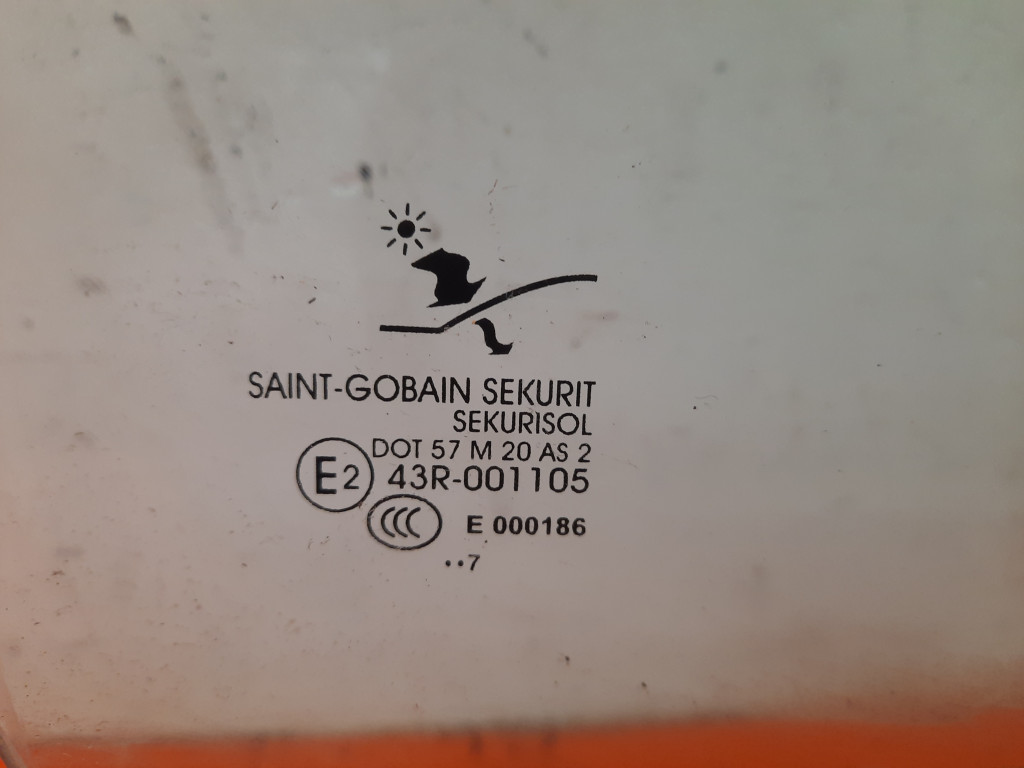 SAINT-GOBAIN SEKURIT
SEKURISOL
DOT 57 M 20 AS 2
E2 43R-001105
CCC E 000186
..7